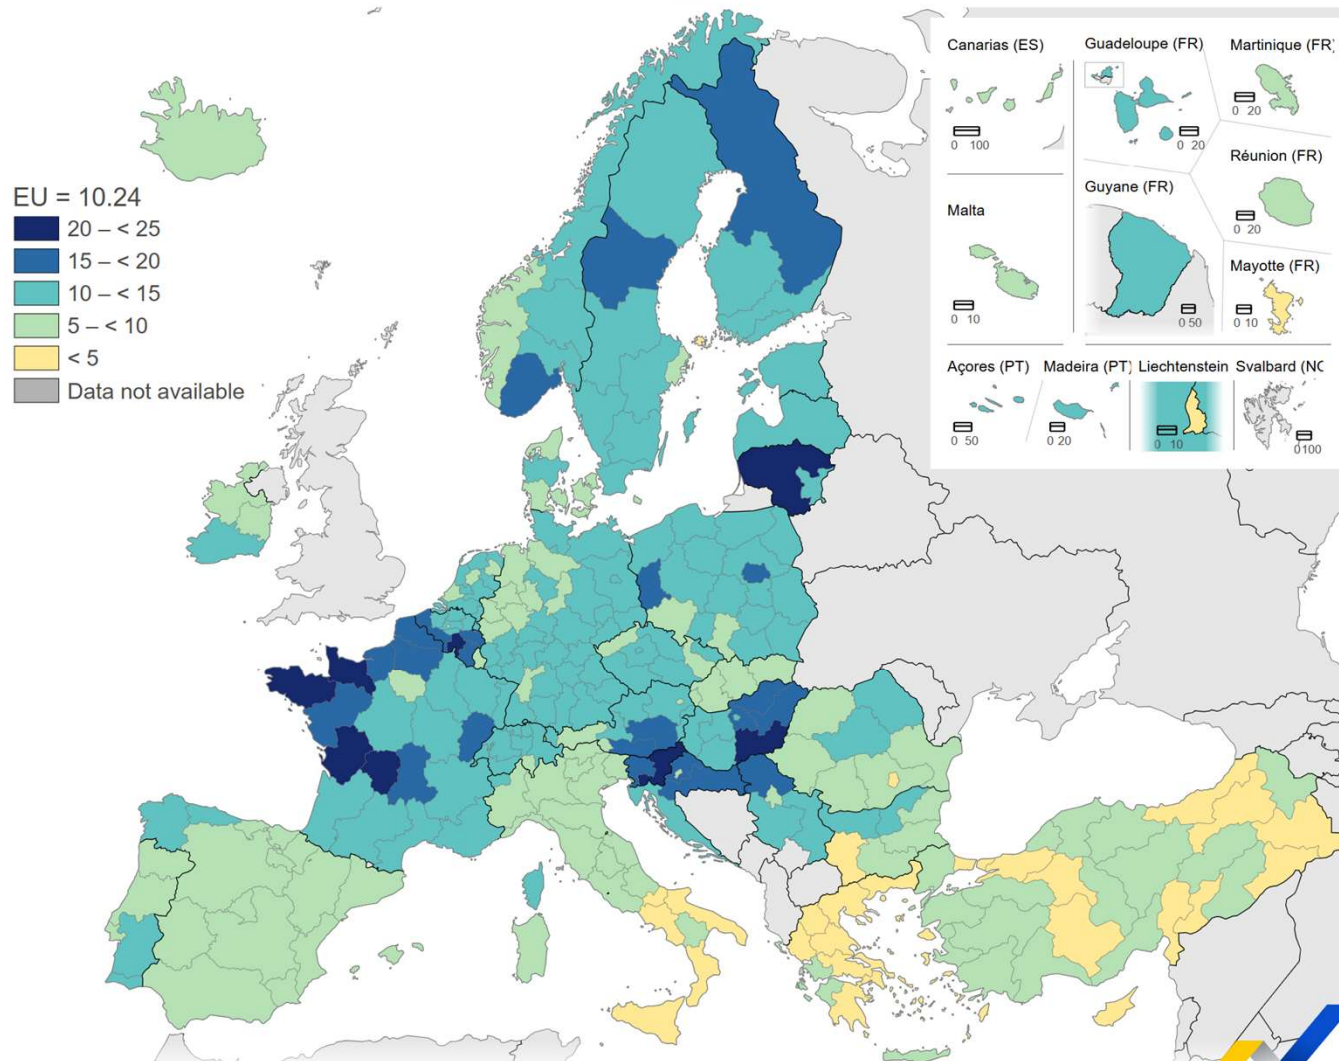 EU = 10.24
20 – < 25
15 – < 20
10 – < 15
5 – < 10
< 5
Data not available
Canarias (ES)
0 100
Guadeloupe (FR)
0 20
Martinique (FR)
0 20
Malta
0 10
Guyane (FR)
0 50
Réunion (FR)
0 20
Mayotte (FR)
0 10
Açores (PT)
0 50
Madeira (PT)
0 20
Liechtenstein
0 10
Svalbard (NO
0100